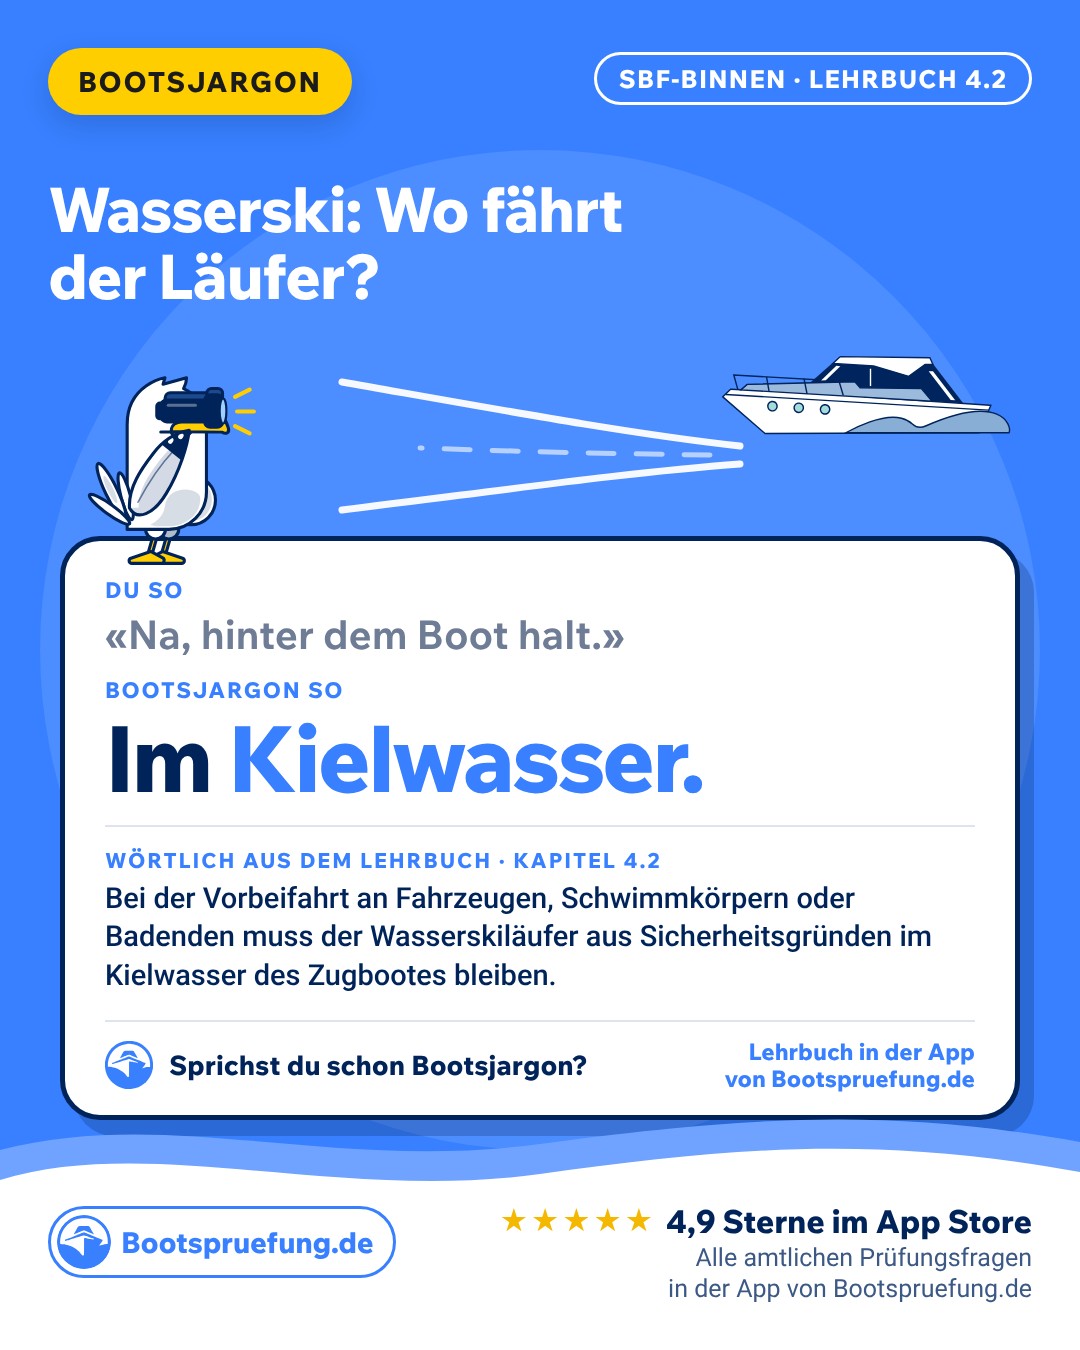 BOOTSJARGON
SBF-BINNEN · LEHRBUCH 4.2
Wasserski: Wo fährt
der Läufer?
DU SO
«Na, hinter dem Boot halt.»
BOOTSJARGON SO
Im Kielwasser.
WÖRTLICH AUS DEM LEHRBUCH · KAPITEL 4.2
Bei der Vorbeifahrt an Fahrzeugen, Schwimmkörpern oder
Badenden muss der Wasserskiläufer aus Sicherheitsgründen im
Kielwasser des Zugbootes bleiben.
Sprichst du schon Bootsjargon?
Lehrbuch in der App
von Bootspruefung.de
Bootspruefung.de
★★★★★ 4,9 Sterne im App Store
Alle amtlichen Prüfungsfragen
in der App von Bootspruefung.de